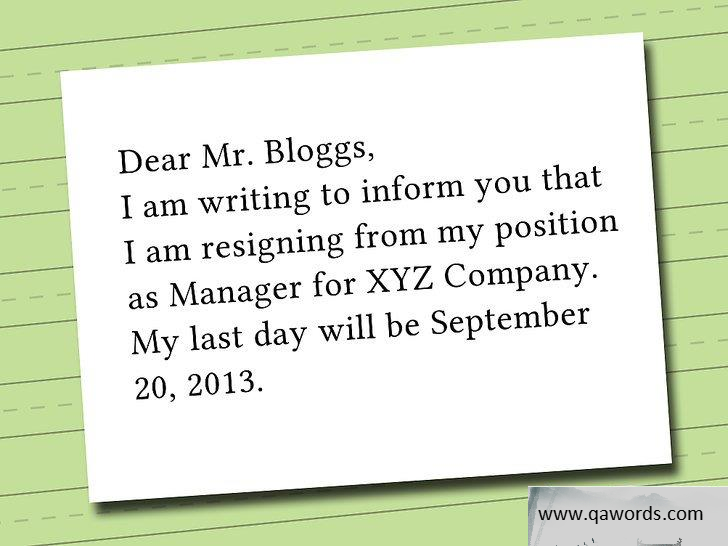 Dear Mr. Bloggs,
I am writing to inform you that
I am resigning from my position
as Manager for XYZ Company.
My last day will be September
20, 2013.
www.qawords.com